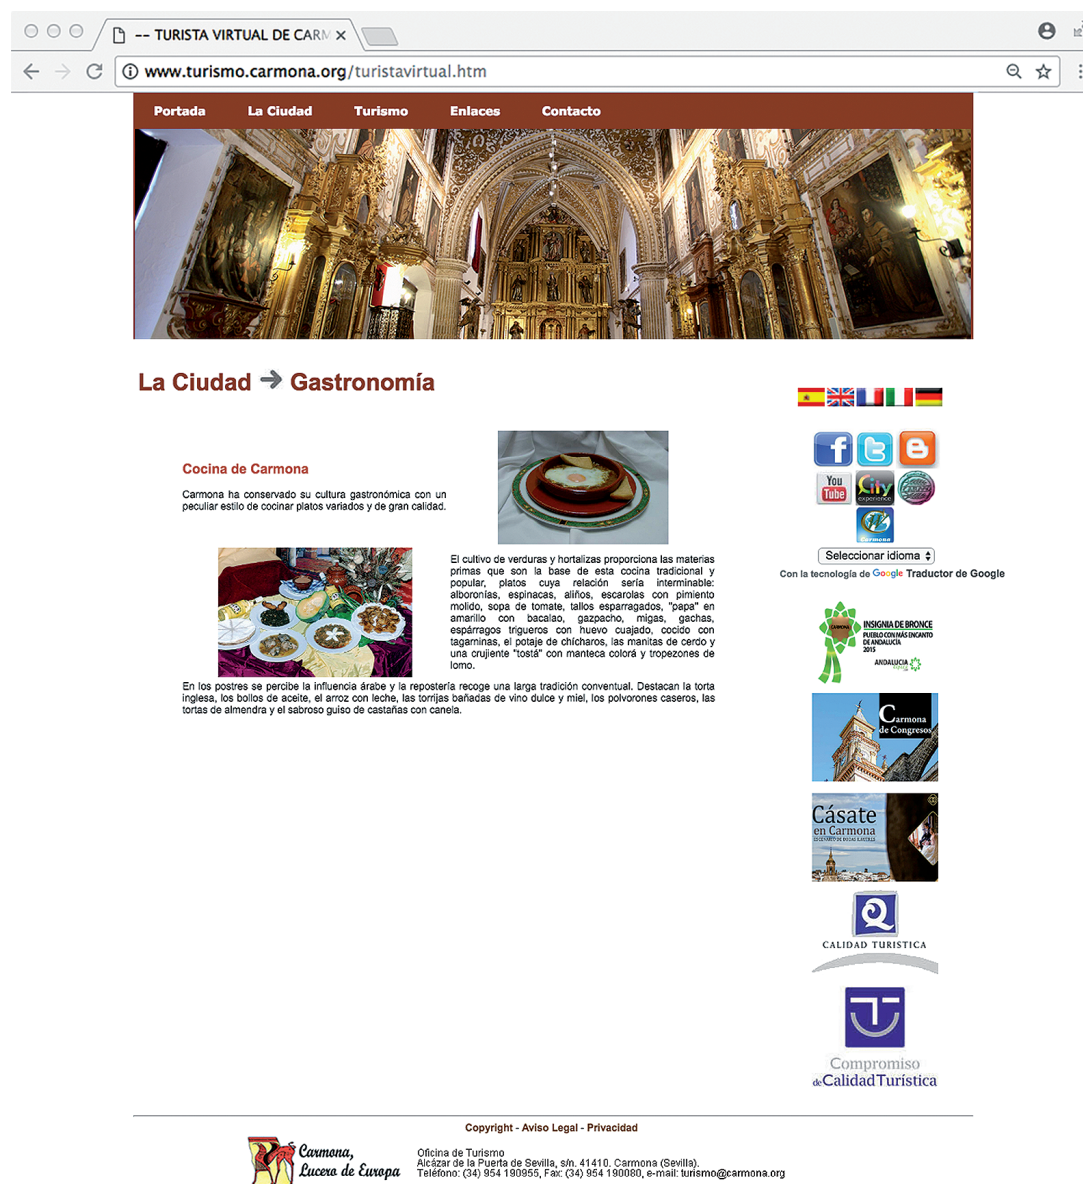 -- TURISTA VIRTUAL DE CARM
www.turismo.carmona.org/turistavirtual.htm
Portada La Ciudad Turismo Enlaces Contacto
La Ciudad → Gastronomía
Cocina de Carmona
Carmona ha conservado su cultura gastronómica con un
peculiar estilo de cocinar platos variados y de gran calidad.
El cultivo de verduras y hortalizas proporciona las materias
primas que son la base de esta cocina tradicional y
popular, platos cuya relación sería interminable:
alboronías, espinacas, aliños, escarolas con pimiento
molido, sopa de tomate, tallos esparragados, "papa" en
amarillo con bacalao, gazpacho, migas, gachas,
espárragos trigueros con huevo cuajado, cocido con
tagarninas, el potaje de chícharos, las manitas de cerdo y
una crujiente "tostá" con manteca colorá y tropezones de
lomo.
En los postres se percibe la influencia árabe y la repostería recoge una larga tradición conventual. Destacan la torta
inglesa, los bollos de aceite, el arroz con leche, las torrijas bañadas de vino dulce y miel, los polvorones caseros, las
tortas de almendra y el sabroso guiso de castañas con canela.
You
Tube
City
experience
Carmona
Seleccionar idioma
Con la tecnología de Google Traductor de Google
CARMONA
INSIGNIA DE BRONCE
PUEBLO CON MÁS ENCANTO
DE ANDALUCÍA
2015
ANDALUCIA
Carmona
de Congresos
Cásate
en Carmona
CALIDAD TURISTICA
Compromiso
de Calidad Turística
Copyright - Aviso Legal - Privacidad
Carmona,
Lucero de Europa
Oficina de Turismo
Alcázar de la Puerta de Sevilla, s/n. 41410. Carmona (Sevilla).
Teléfono: (34) 954 190955, Fax: (34) 954 190080, e-mail: turismo@carmona.org